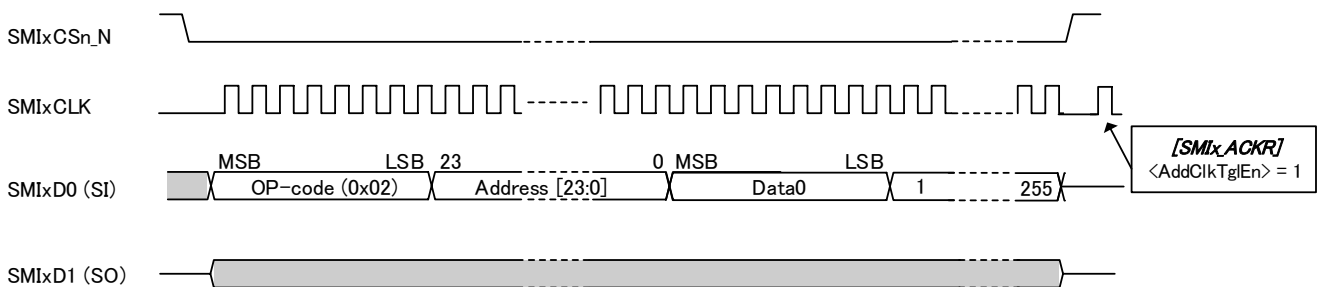 SMIxCSn_N
SMIxCLK
[SMIx_ACKR]
<AddClkTglEn> = 1
MSB LSB 23 0 MSB LSB
SMIxD0 (SI) OP-code (0x02) Address [23:0] Data0 1 255
SMIxD1 (SO)